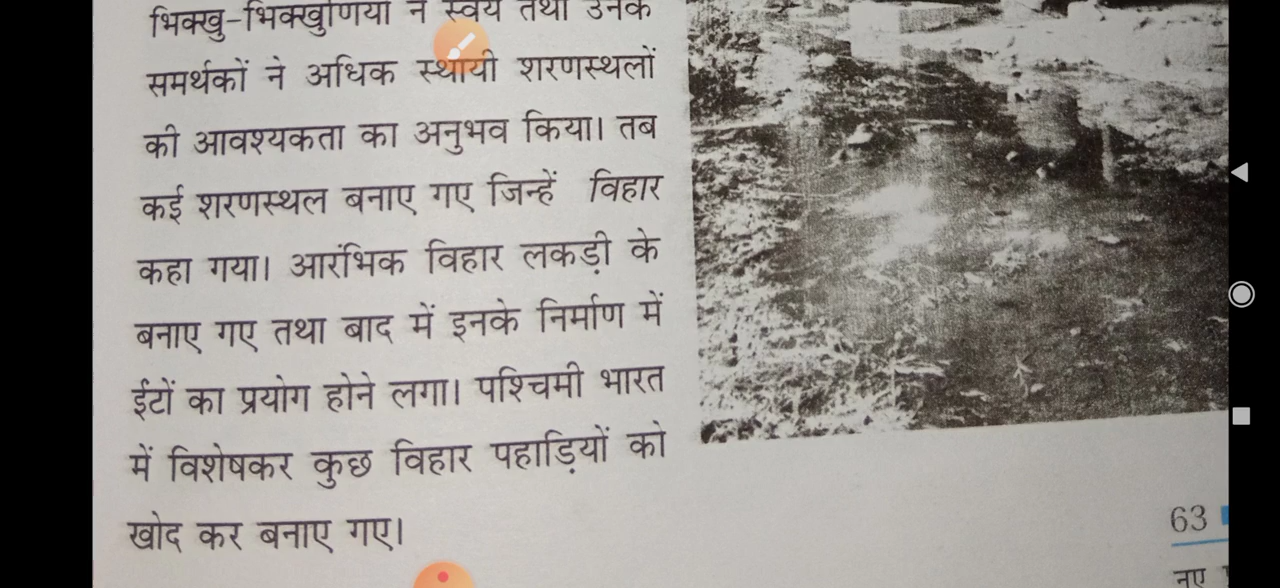 भिक्खु-भिक्खुणियों ने स्वयं तथा उनके
समर्थकों ने अधिक स्थायी शरणस्थलों
की आवश्यकता का अनुभव किया। तब
कई शरणस्थल बनाए गए जिन्हें विहार
कहा गया। आरंभिक विहार लकड़ी के
बनाए गए तथा बाद में इनके निर्माण में
ईंटों का प्रयोग होने लगा। पश्चिमी भारत
में विशेषकर कुछ विहार पहाड़ियों को
खोद कर बनाए गए।
63
नए